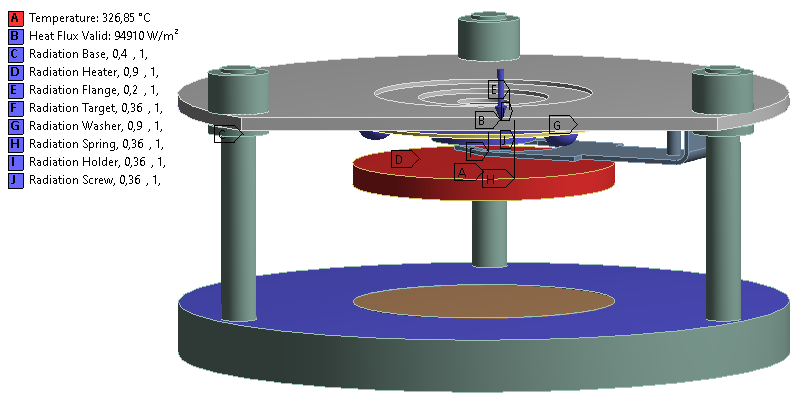 A Temperature: 326,85 °C
B Heat Flux Valid: 94910 W/m²
C Radiation Base, 0,4 , 1,
D Radiation Heater, 0,9 , 1,
E Radiation Flange, 0,2 , 1,
F Radiation Target, 0,36 , 1,
G Radiation Washer, 0,9 , 1,
H Radiation Spring, 0,36 , 1,
I Radiation Holder, 0,36 , 1,
J Radiation Screw, 0,36 , 1,
E
B
G
C
I
F
D
A
H